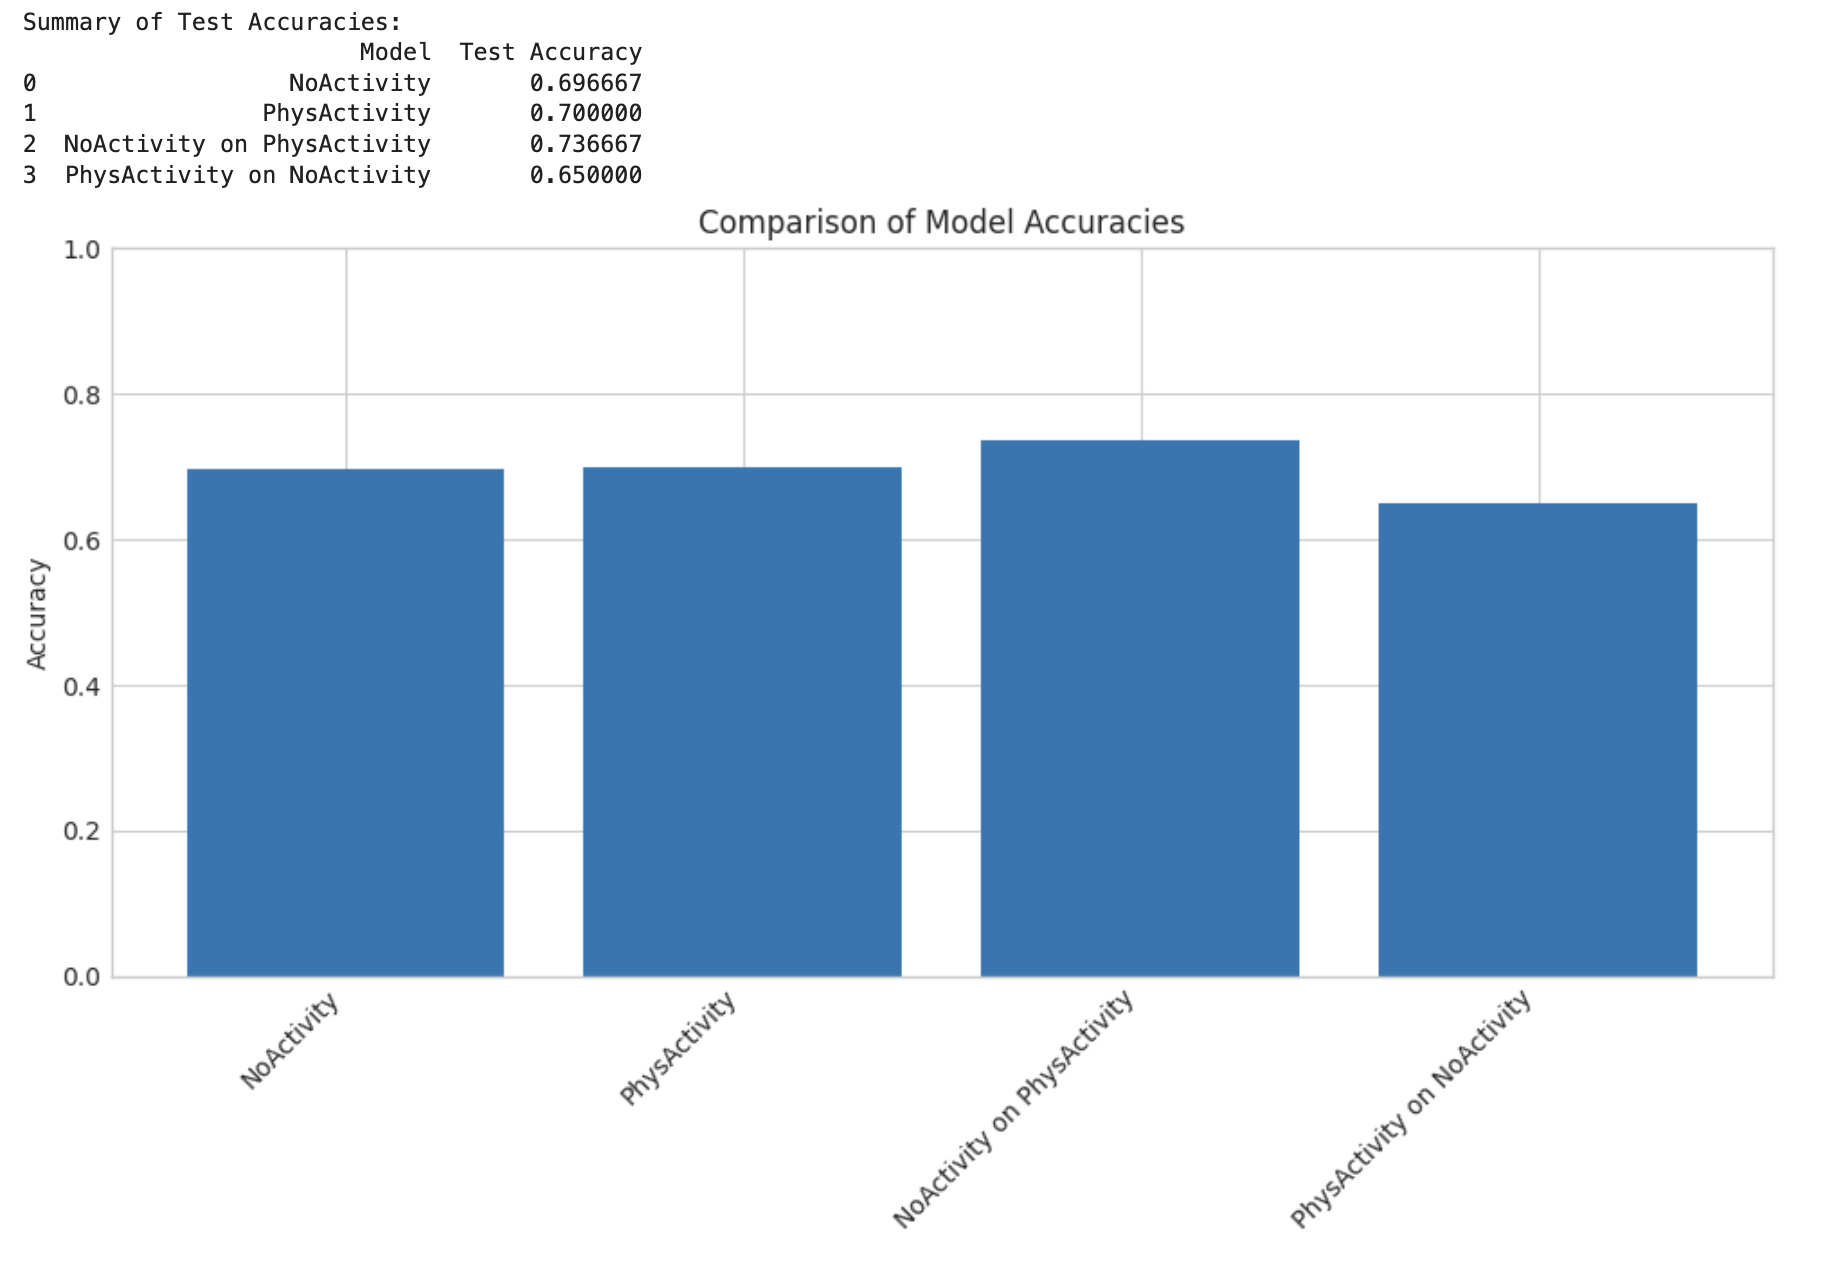 Summary of Test Accuracies:
Model Test Accuracy
0 NoActivity 0.696667
1 PhysActivity 0.700000
2 NoActivity on PhysActivity 0.736667
3 PhysActivity on NoActivity 0.650000
Comparison of Model Accuracies
1.0
0.8
0.6
0.4
0.2
0.0
Accuracy
NoActivity
PhysActivity
NoActivity on PhysActivity
PhysActivity on NoActivity